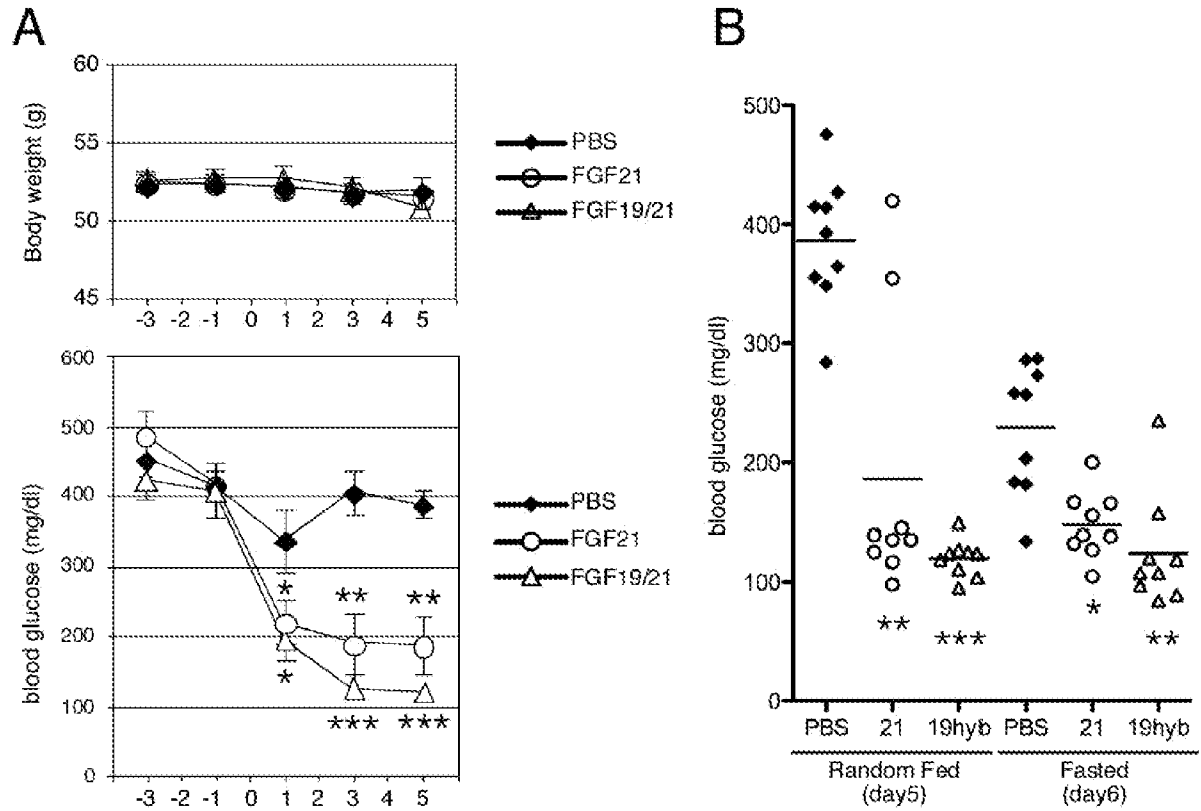 A
Body weight (g)
60
55
50
45
-3 -2 -1 0 1 2 3 4 5
PBS
FGF21
FGF19/21
blood glucose (mg/dl)
600
500
400
300
200
100
0
* ** **
* *** ***
-3 -2 -1 0 1 2 3 4 5
PBS
FGF21
FGF19/21
B
blood glucose (mg/dl)
500
400
300
200
100
0
** *** * **
PBS 21 19hyb PBS 21 19hyb
Random Fed (day5)
Fasted (day6)